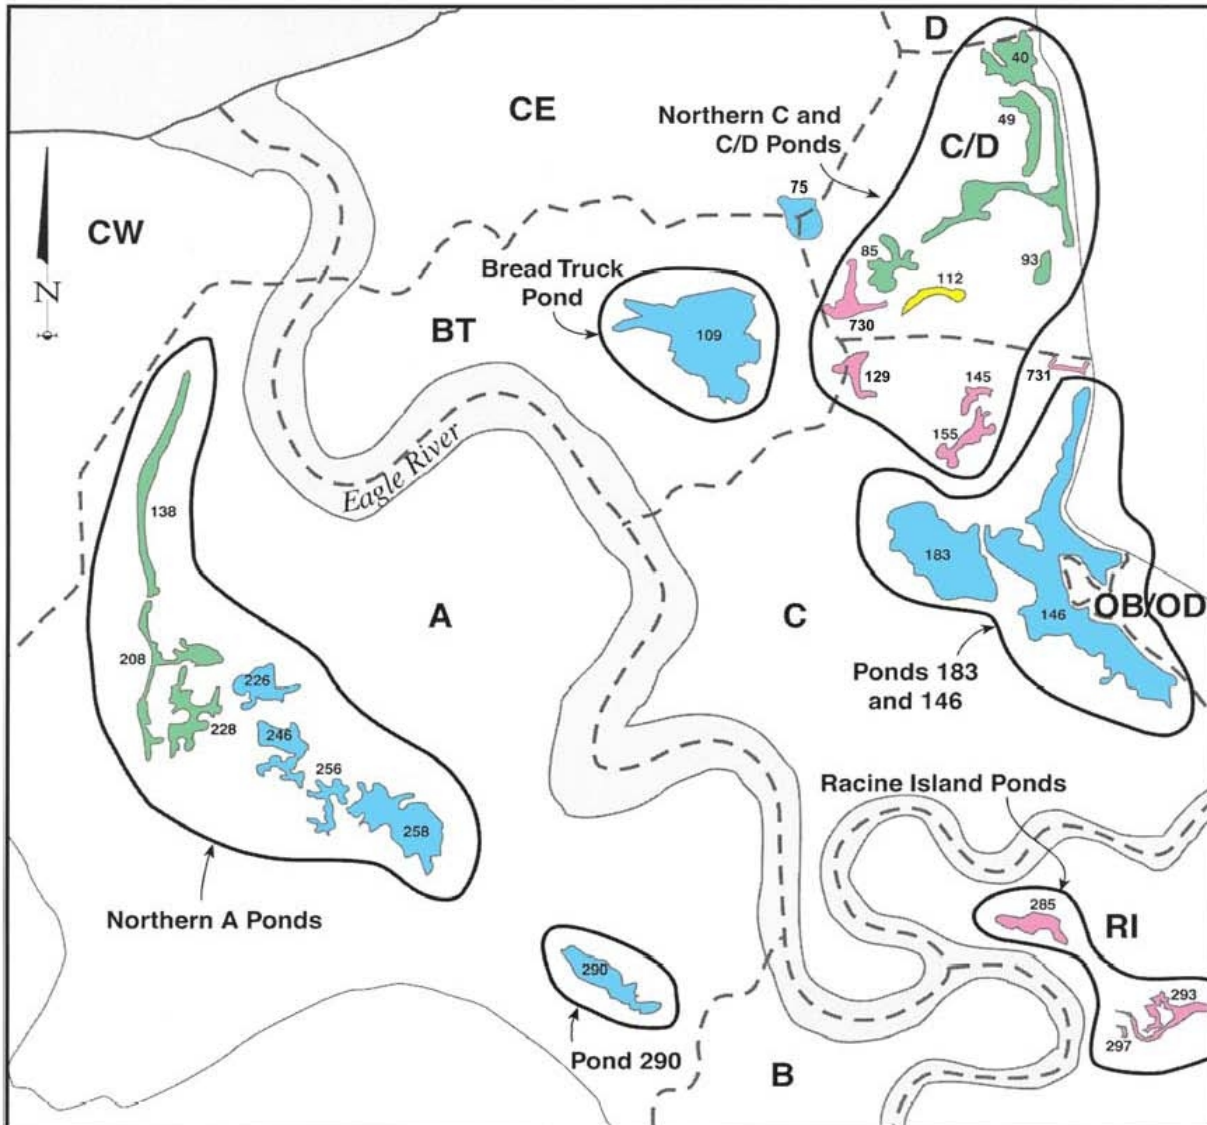 D
40
CE
Northern C and
C/D Ponds
49
C/D
75
CW
85
93
Bread Truck
Pond
112
N
730
BT
109
129
145
731
155
Eagle River
138
183
A
C
146
OB/OD
208
226
Ponds 183
and 146
228
246
256
Racine Island Ponds
258
285
Northern A Ponds
RI
290
293
297
Pond 290
B